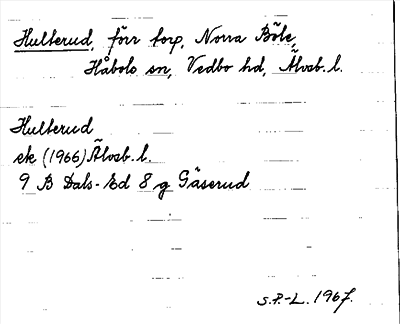 Hulterud, förr torp, Norra Böle,
Håbols sn, Vedbo hd, Älvsb. l.
Hulterud
ek (1966) Älvsb. l.
9 B Dals-Ed 8 g Gäserud
S.P.-L. 1967.